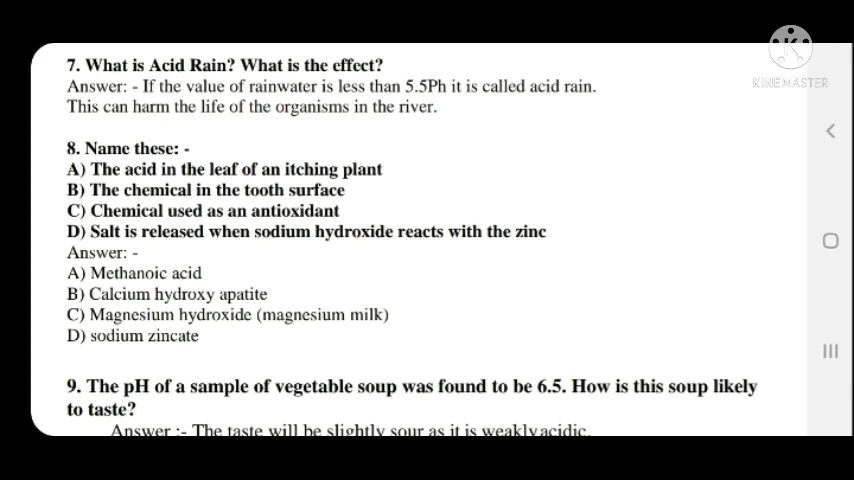 7. What is Acid Rain? What is the effect?
Answer: - If the value of rainwater is less than 5.5Ph it is called acid rain.
This can harm the life of the organisms in the river.
8. Name these: -
A) The acid in the leaf of an itching plant
B) The chemical in the tooth surface
C) Chemical used as an antioxidant
D) Salt is released when sodium hydroxide reacts with the zinc
Answer: -
A) Methanoic acid
B) Calcium hydroxy apatite
C) Magnesium hydroxide (magnesium milk)
D) sodium zincate
9. The pH of a sample of vegetable soup was found to be 6.5. How is this soup likely
to taste?
Answer :- The taste will be slightly sour as it is weakly acidic.
KINEMASTER